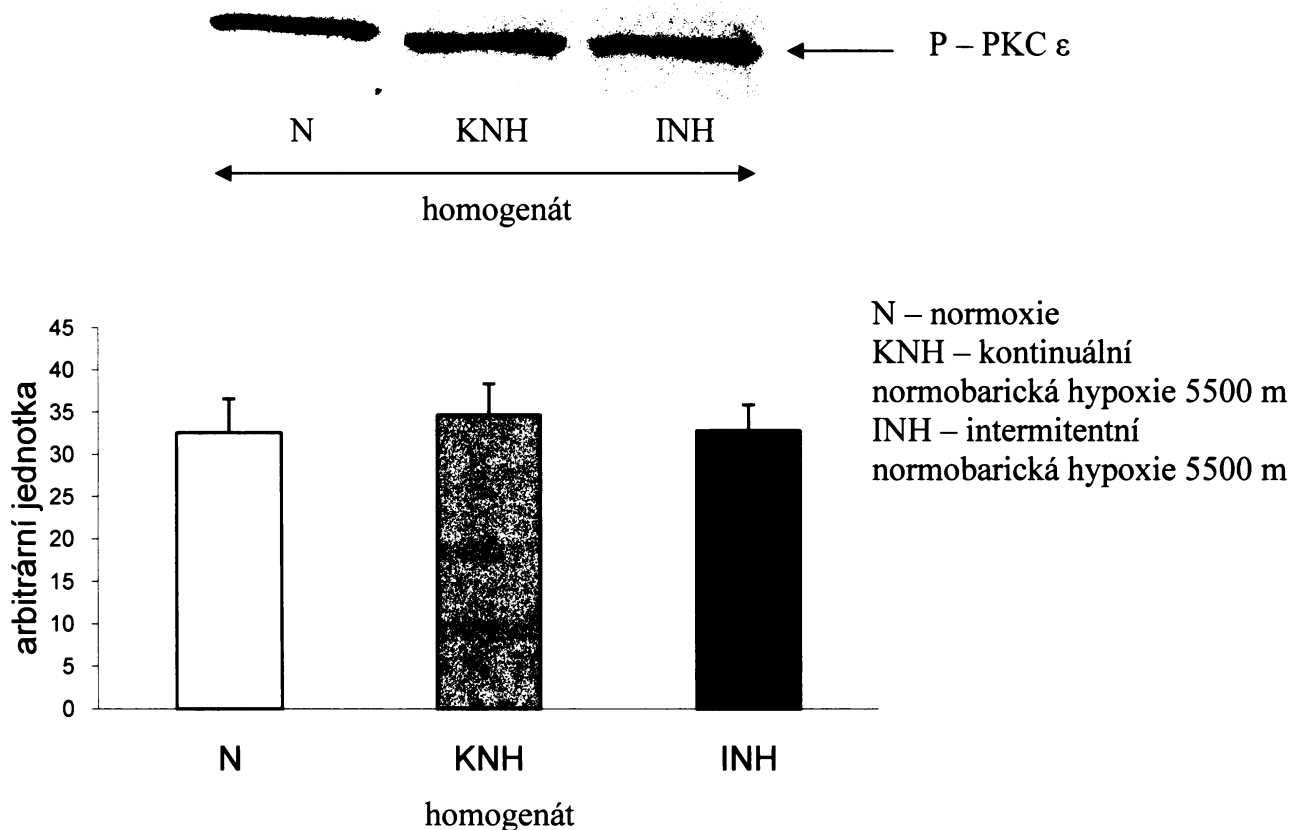 P – PKC ε
N KNH INH
homogenát
N – normoxie
KNH – kontinuální
normobarická hypoxie 5500 m
INH – intermitentní
normobarická hypoxie 5500 m
arbitrární jednotka
45
40
35
30
25
20
15
10
5
0
N KNH INH
homogenát